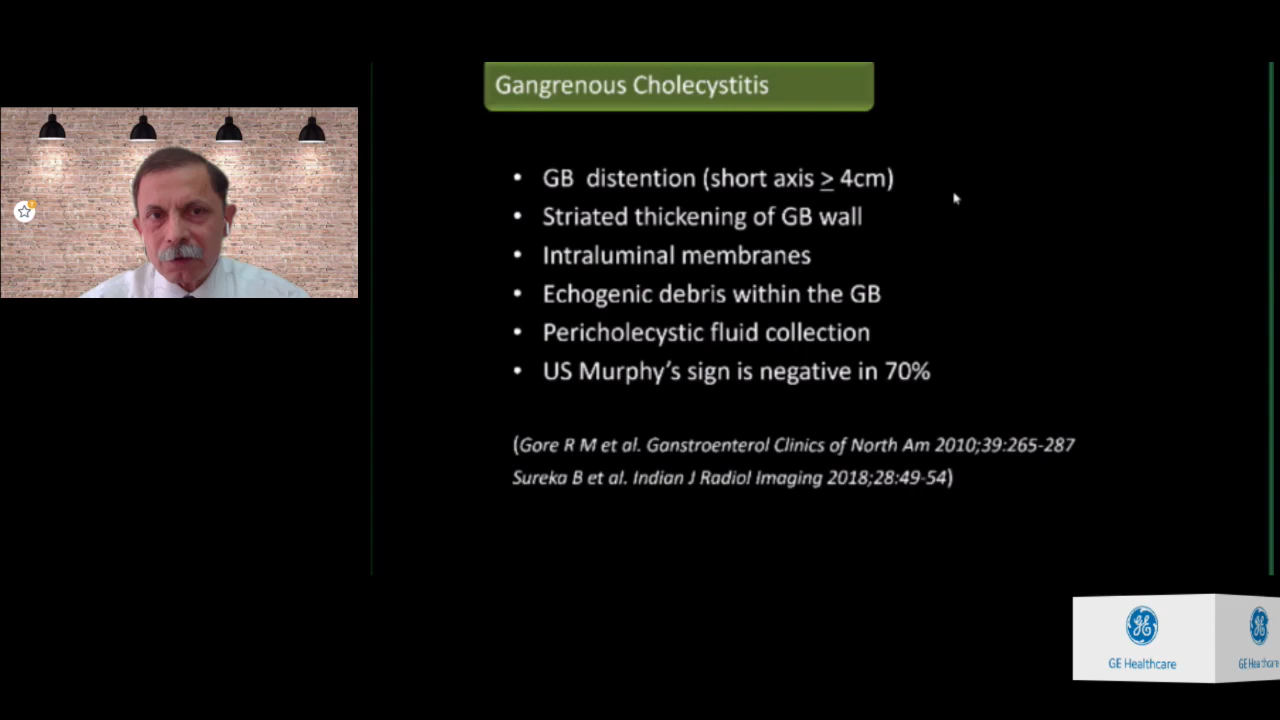 Gangrenous Cholecystitis
• GB distention (short axis ≥ 4cm)
• Striated thickening of GB wall
• Intraluminal membranes
• Echogenic debris within the GB
• Pericholecystic fluid collection
• US Murphy's sign is negative in 70%
(Gore R M et al. Ganstroenterol Clinics of North Am 2010;39:265-287
Sureka B et al. Indian J Radiol Imaging 2018;28:49-54)
GE Healthcare
GE Healthcare